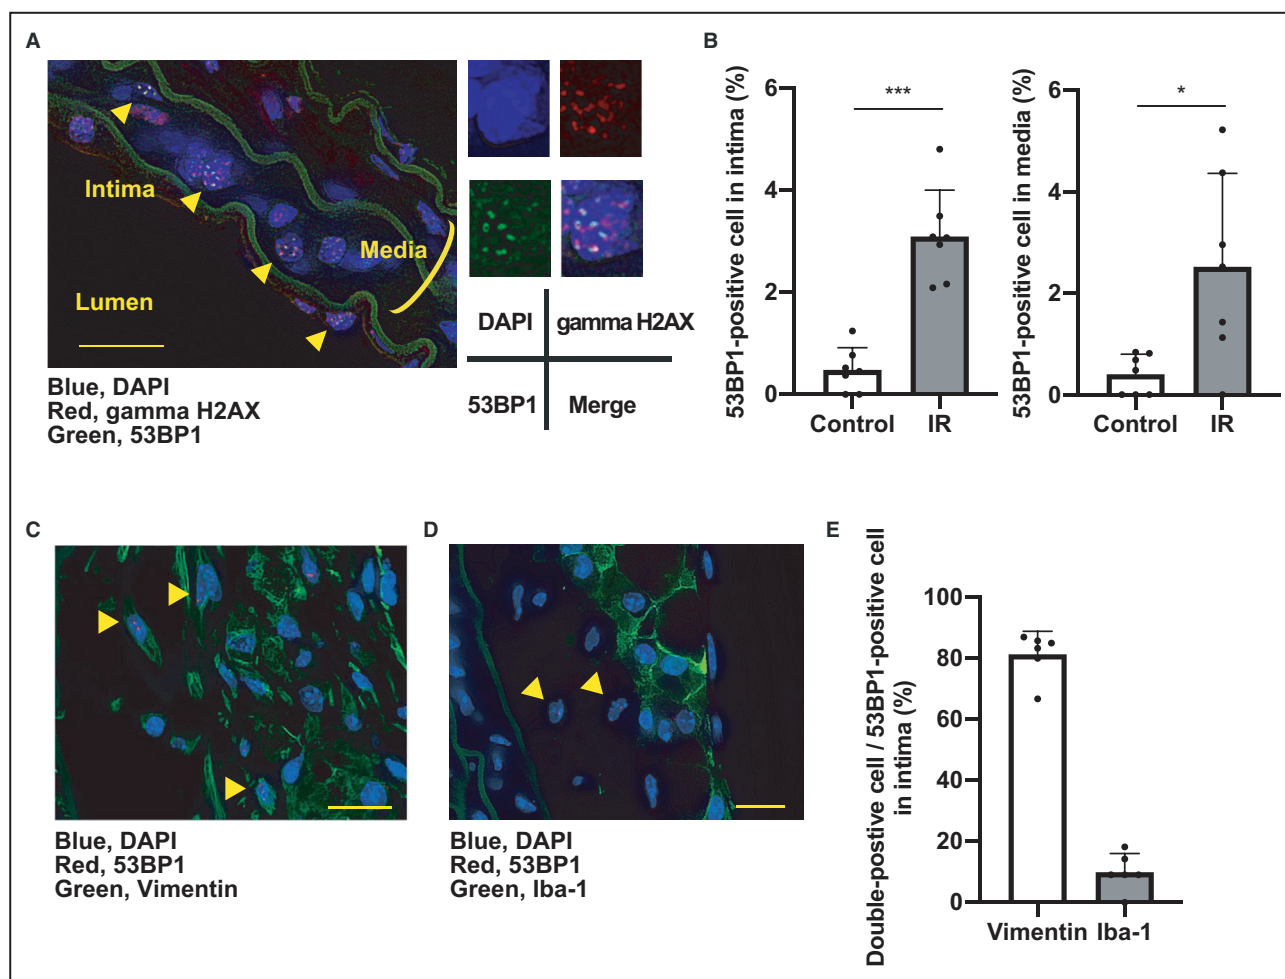 A
Intima
Media
Lumen
Blue, DAPI
Red, gamma H2AX
Green, 53BP1
DAPI
gamma H2AX
53BP1
Merge
B
53BP1-positive cell in intima (%)
6
4
2
0
***
Control
IR
53BP1-positive cell in media (%)
6
4
2
0
*
Control
IR
C
Blue, DAPI
Red, 53BP1
Green, Vimentin
D
Blue, DAPI
Red, 53BP1
Green, Iba-1
E
Double-postive cell / 53BP1-positive cell
in intima (%)
100
80
60
40
20
0
Vimentin
Iba-1